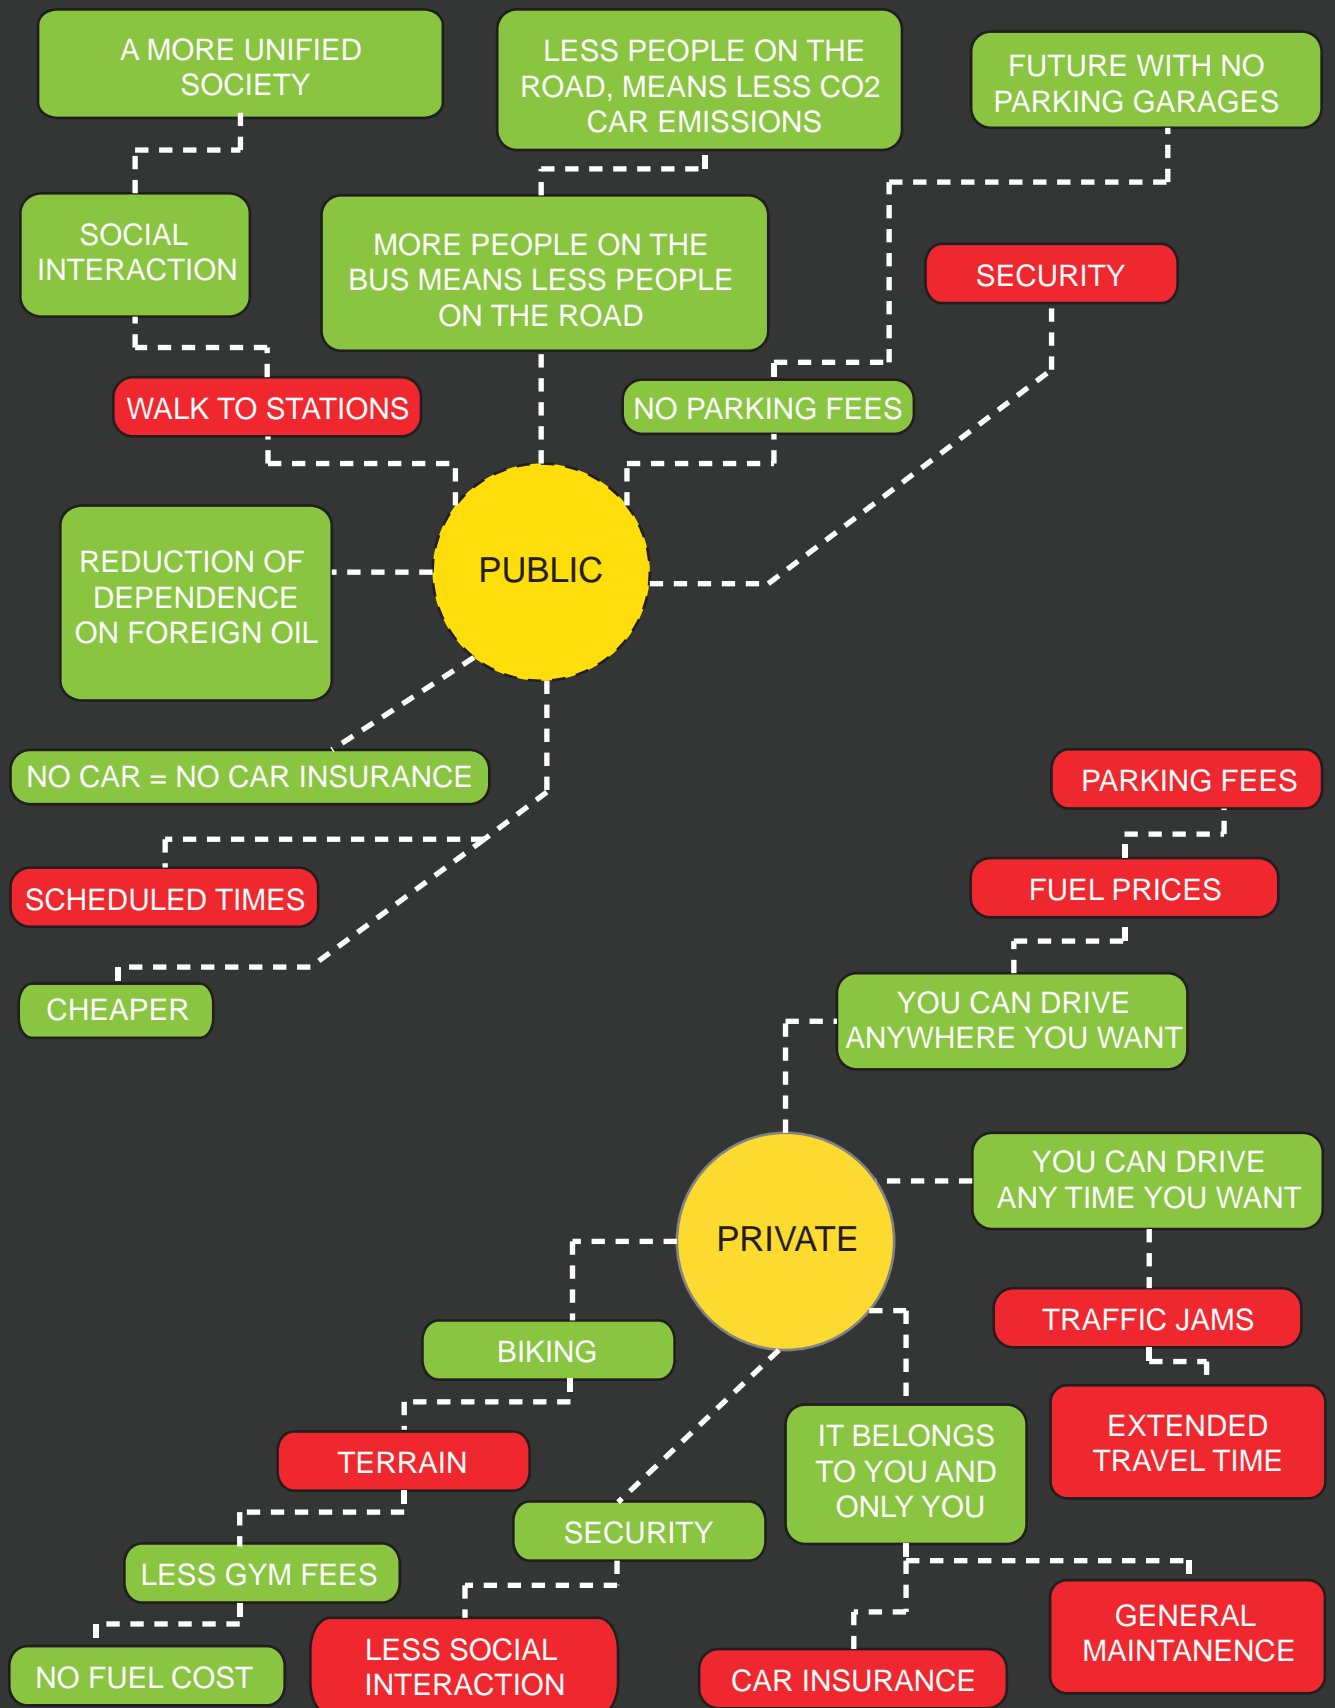 A MORE UNIFIED
SOCIETY
LESS PEOPLE ON THE
ROAD, MEANS LESS CO2
CAR EMISSIONS
FUTURE WITH NO
PARKING GARAGES
SOCIAL
INTERACTION
MORE PEOPLE ON THE
BUS MEANS LESS PEOPLE
ON THE ROAD
SECURITY
WALK TO STATIONS
NO PARKING FEES
REDUCTION OF
DEPENDENCE
ON FOREIGN OIL
PUBLIC
NO CAR = NO CAR INSURANCE
SCHEDULED TIMES
CHEAPER
PARKING FEES
FUEL PRICES
YOU CAN DRIVE
ANYWHERE YOU WANT
YOU CAN DRIVE
ANY TIME YOU WANT
PRIVATE
TRAFFIC JAMS
BIKING
EXTENDED
TRAVEL TIME
IT BELONGS
TO YOU AND
ONLY YOU
TERRAIN
SECURITY
LESS GYM FEES
GENERAL
MAINTANENCE
LESS SOCIAL
INTERACTION
NO FUEL COST
CAR INSURANCE